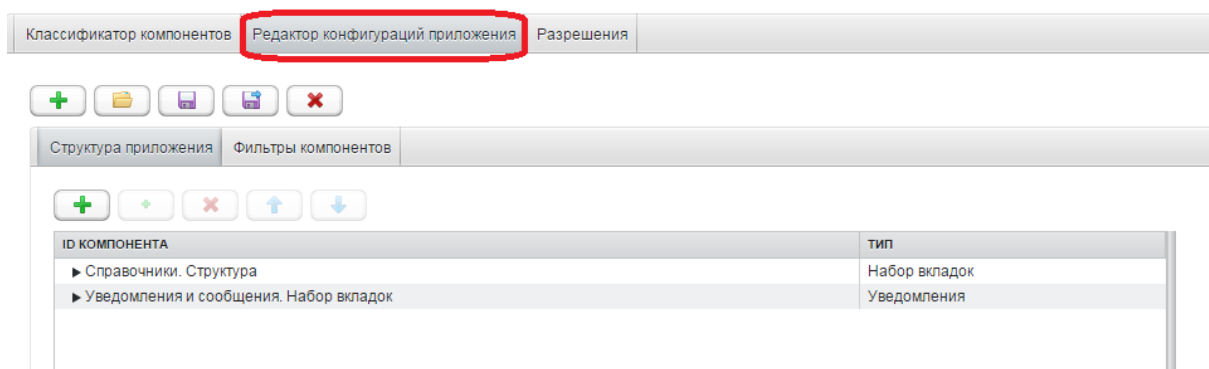 Классификатор компонентов Редактор конфигураций приложения Разрешения
Структура приложения Фильтры компонентов
ID КОМПОНЕНТА ТИП
Справочники. Структура Набор вкладок
Уведомления и сообщения. Набор вкладок Уведомления